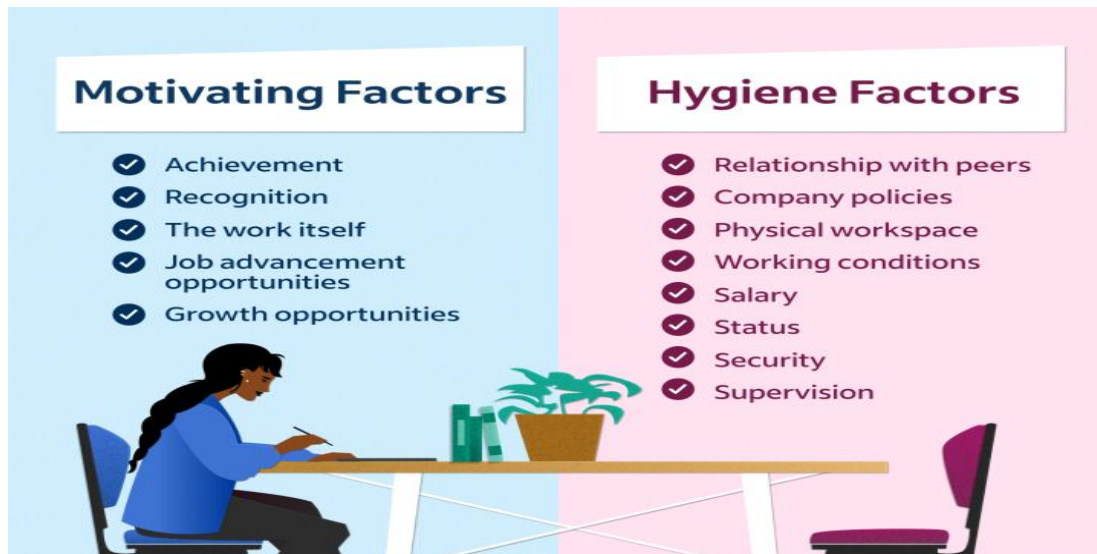 Motivating Factors
Achievement
Recognition
The work itself
Job advancement
opportunities
Growth opportunities
Hygiene Factors
Relationship with peers
Company policies
Physical workspace
Working conditions
Salary
Status
Security
Supervision